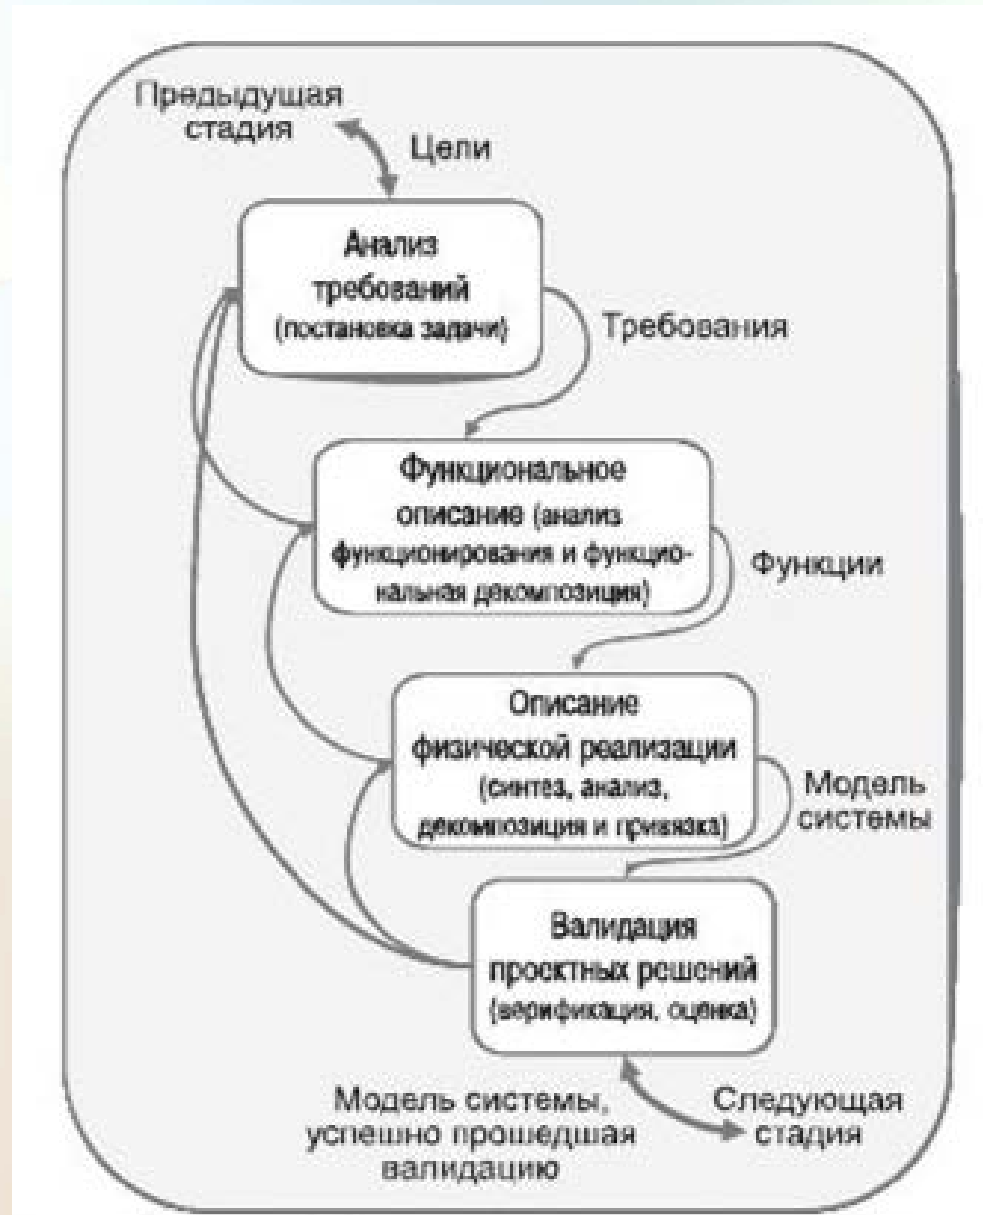 Предыдущая
стадия
Цели
Анализ
требований
(постановка задачи)
Требования
Функциональное
описание (анализ
функционирования и функцио-
нальная декомпозиция)
Функции
Описание
физической реализации
(синтез, анализ,
декомпозиция и привязка)
Модель
системы
Валидация
проектных решений
(верификация, оценка)
Модель системы,
успешно прошедшая
валидацию
Следующая
стадия